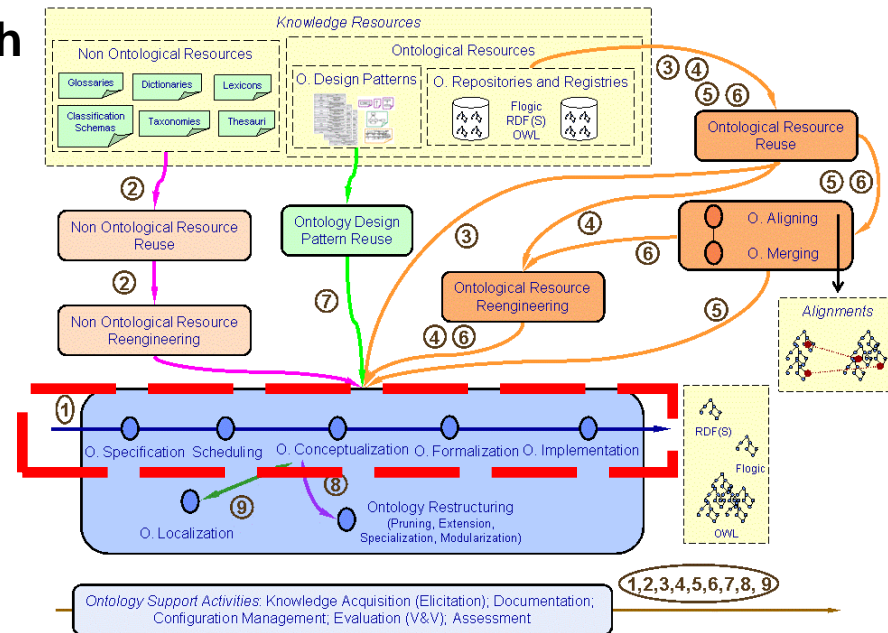 h
Knowledge Resources
Non Ontological Resources
Glossaries
Dictionaries
Lexicons
Classification
Schemas
Taxonomies
Thesauri
Ontological Resources
O. Design Patterns
O. Repositories and Registries
Flogic
RDF(S)
OWL
3 4
5 6
Ontological Resource
Reuse
5 6
2
Non Ontological Resource
Reuse
Ontology Design
Pattern Reuse
3
4
6
O. Aligning
O. Merging
2
7
Ontological Resource
Reengineering
5
Non Ontological Resource
Reengineering
4 6
Alignments
1
O. Specification
Scheduling
O. Conceptualization
O. Formalization
O. Implementation
RDF(S)
Flogic
OWL
9
8
O. Localization
Ontology Restructuring
(Pruning, Extension,
Specialization, Modularization)
1,2,3,4,5,6,7,8, 9
Ontology Support Activities: Knowledge Acquisition (Elicitation); Documentation;
Configuration Management; Evaluation (V&V); Assessment